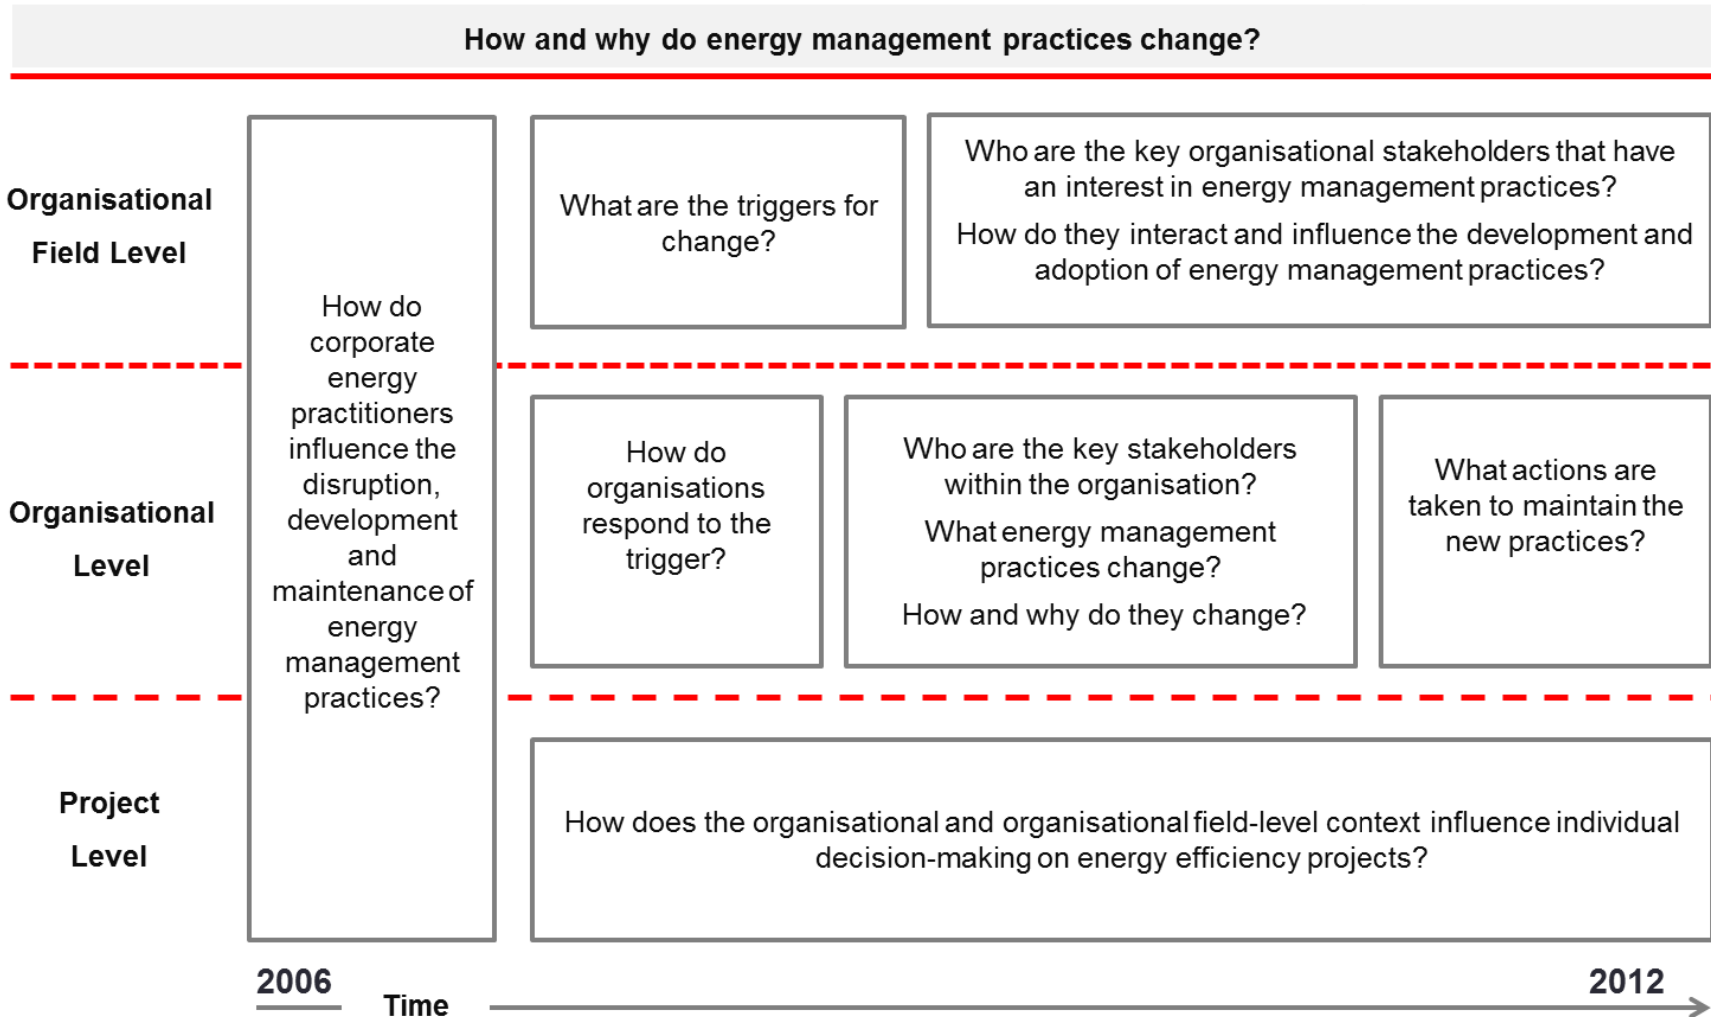 How and why do energy management practices change?
Organisational
Field Level
How do
corporate
energy
practitioners
influence the
disruption,
development
and
maintenance of
energy
management
practices?
What are the triggers for
change?
Who are the key organisational stakeholders that have
an interest in energy management practices?
How do they interact and influence the development and
adoption of energy management practices?
Organisational
Level
How do
organisations
respond to the
trigger?
Who are the key stakeholders
within the organisation?
What energy management
practices change?
How and why do they change?
What actions are
taken to maintain the
new practices?
Project
Level
How does the organisational and organisational field-level context influence individual
decision-making on energy efficiency projects?
2006
Time
2012